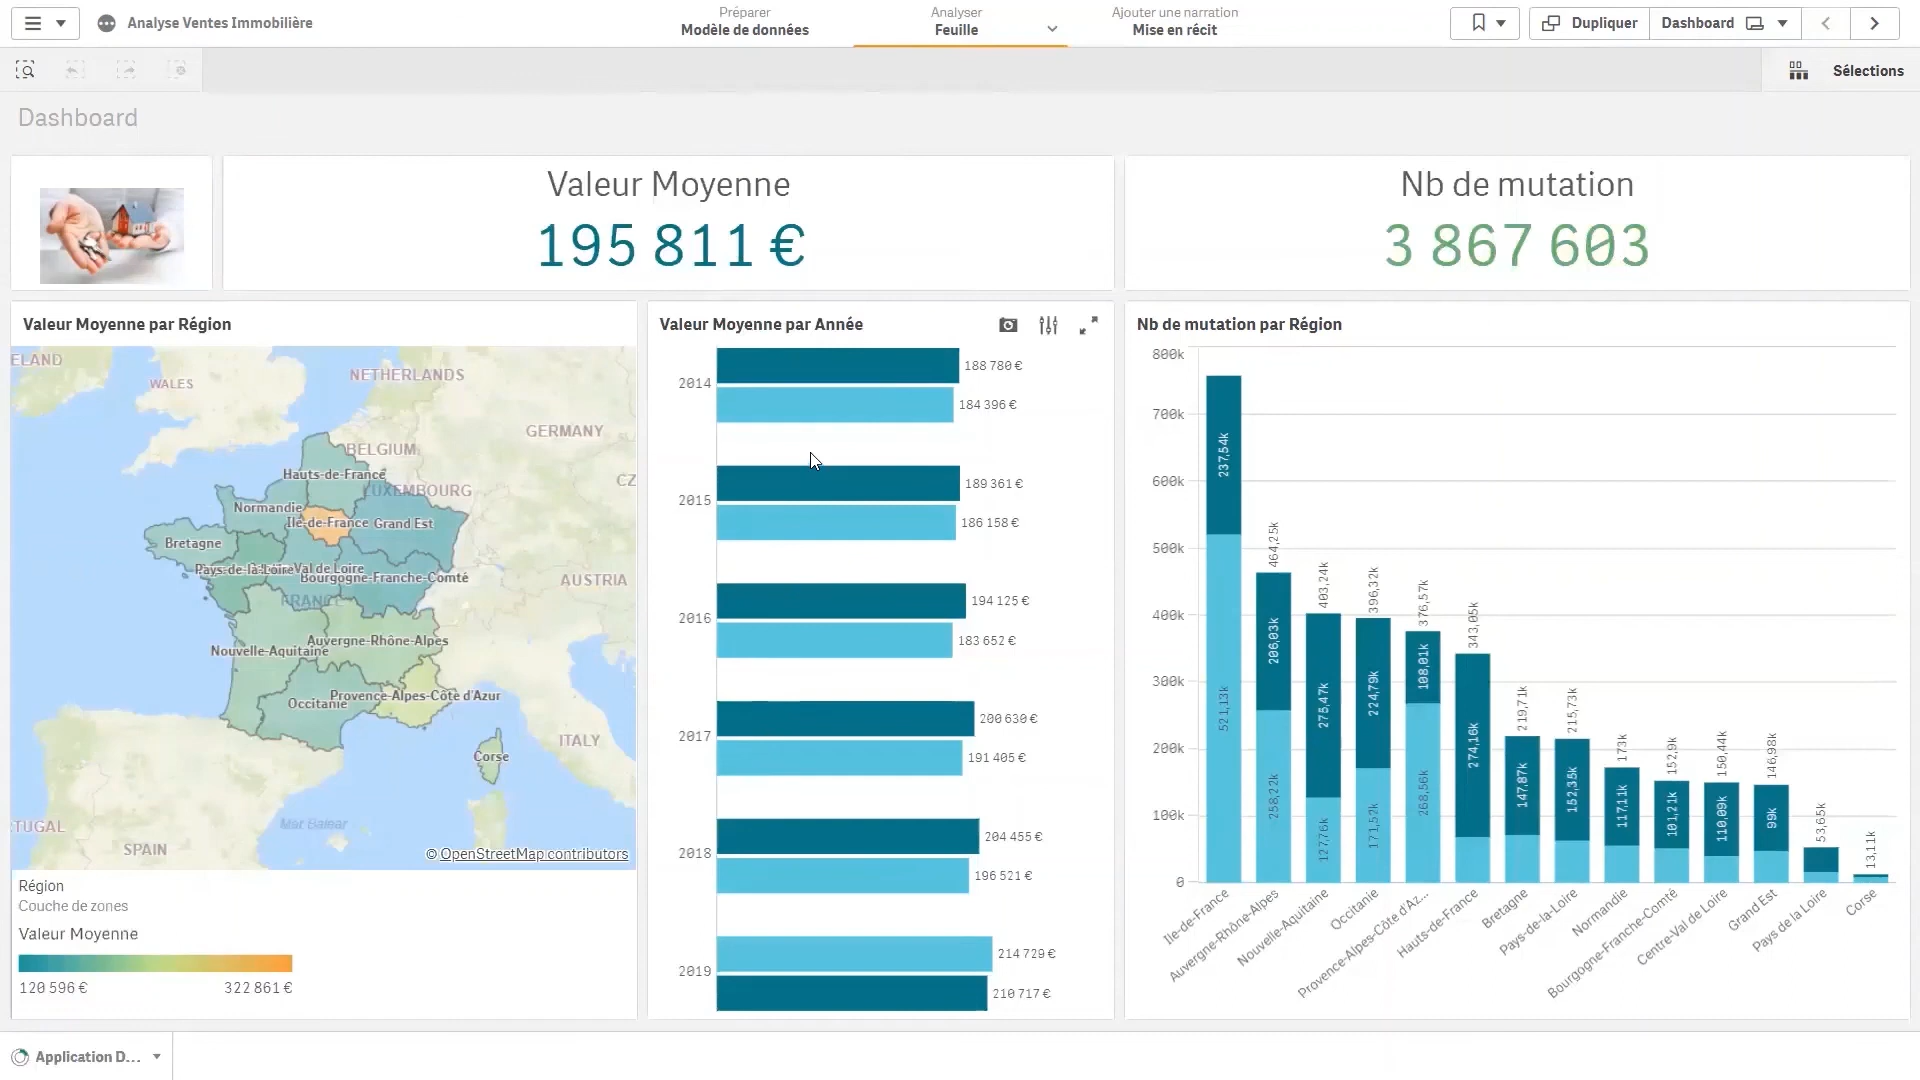 Analyse Ventes Immobilière
Préparer
Modèle de données
Analyser
Feuille
Ajoutez une narration
Mise en récit
Dupliquer
Dashboard
Sélections
Dashboard
Valeur Moyenne
195 811 €
Nb de mutation
3 867 603
Valeur Moyenne par Région
ELAND
WALES
NETHERLANDS
GERMANY
BELGIUM
CZ
LUXEMBOURG
Hauts-de-France
Normandie
Ile-de-France
Grand Est
Bretagne
Pays-de-la-Loire
Val de Loire
Bourgogne-Franche-Comté
FRANCE
AUSTRIA
Auvergne-Rhône-Alpes
Nouvelle-Aquitaine
Provence-Alpes-Côte d'Azur
Occitanie
ITALY
Corse
Mar Balear
TUGAL
SPAIN
© OpenStreetMap contributors
Région
Couche de zones
Valeur Moyenne
120 596 €
322 861 €
Valeur Moyenne par Année
2014
188 780 €
184 396 €
2015
189 361 €
186 158 €
2016
194 125 €
183 652 €
2017
200 630 €
191 405 €
2018
204 455 €
196 521 €
2019
214 729 €
210 717 €
Nb de mutation par Région
800k
700k
600k
500k
400k
300k
200k
100k
0
237,54k
521,13k
464,25k
206,03k
258,22k
403,24k
275,47k
127,76k
396,32k
224,79k
171,52k
376,57k
108,01k
268,56k
343,05k
274,16k
219,71k
147,87k
215,73k
152,35k
173k
117,11k
152,9k
101,21k
150,44k
110,09k
146,98k
99k
53,65k
13,11k
Ile-de-France
Auvergne-Rhône-Alpes
Nouvelle-Aquitaine
Occitanie
Provence-Alpes-Côte d'Az...
Hauts-de-France
Bretagne
Pays-de-la-Loire
Normandie
Bourgogne-Franche-Comté
Centre-Val de Loire
Grand Est
Pays de la Loire
Corse
Application D...